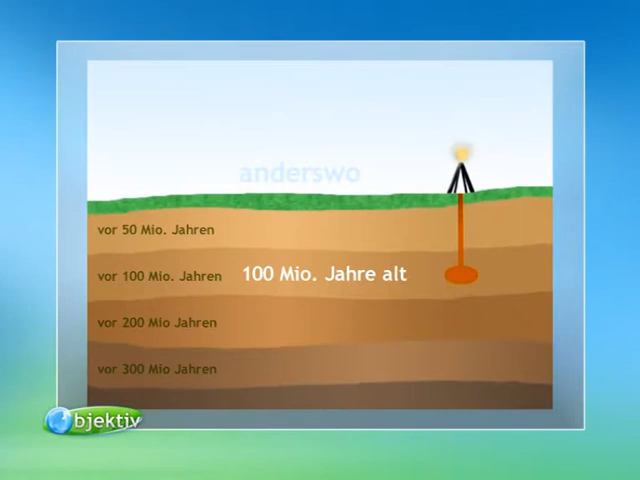 anderswo
vor 50 Mio. Jahren
vor 100 Mio. Jahren
100 Mio. Jahre alt
vor 200 Mio Jahren
vor 300 Mio Jahren
Objektiv